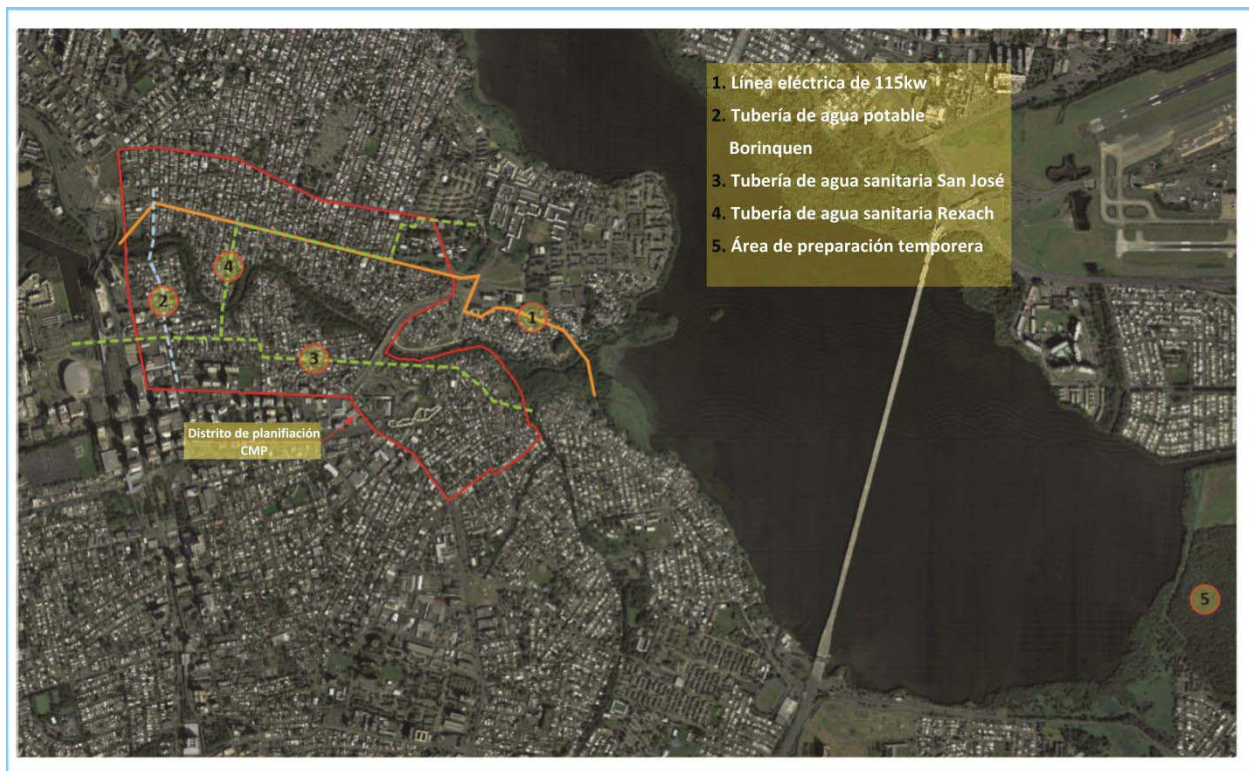 1. Línea eléctrica de 115kw
2. Tubería de agua potable
Borinquen
3. Tubería de agua sanitaria San José
4. Tubería de agua sanitaria Rexach
5. Área de preparación temporera
4
2
1
3
Distrito de planifiación
CMP
5